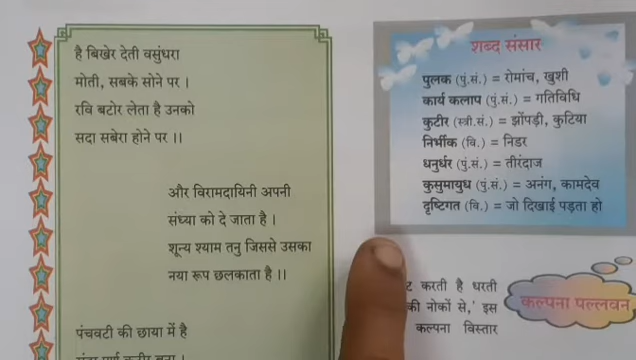 है बिखेर देती वसुंधरा
मोती, सबके सोने पर ।
रवि बटोर लेता है उनको
सदा सबेरा होने पर ।।
और विरामदायिनी अपनी
संध्या को दे जाता है ।
शून्य श्याम तनु जिससे उसका
नया रूप छलकाता है ।।
पंचवटी की छाया में है
शब्द संसार
पुलक (पुं.सं.) = रोमांच, खुशी
कार्य कलाप (पुं.सं.) = गतिविधि
कुटीर (स्त्री.सं.) = झोंपड़ी, कुटिया
निर्भीक (वि.) = निडर
धनुर्धर (पुं.सं.) = तीरंदाज
कुसुमायुध (पुं.सं.) = अनंग, कामदेव
दृष्टिगत (वि.) = जो दिखाई पड़ता हो
करती है धरती
की नोकों से,' इस
कल्पना विस्तार
कल्पना पल्लवन